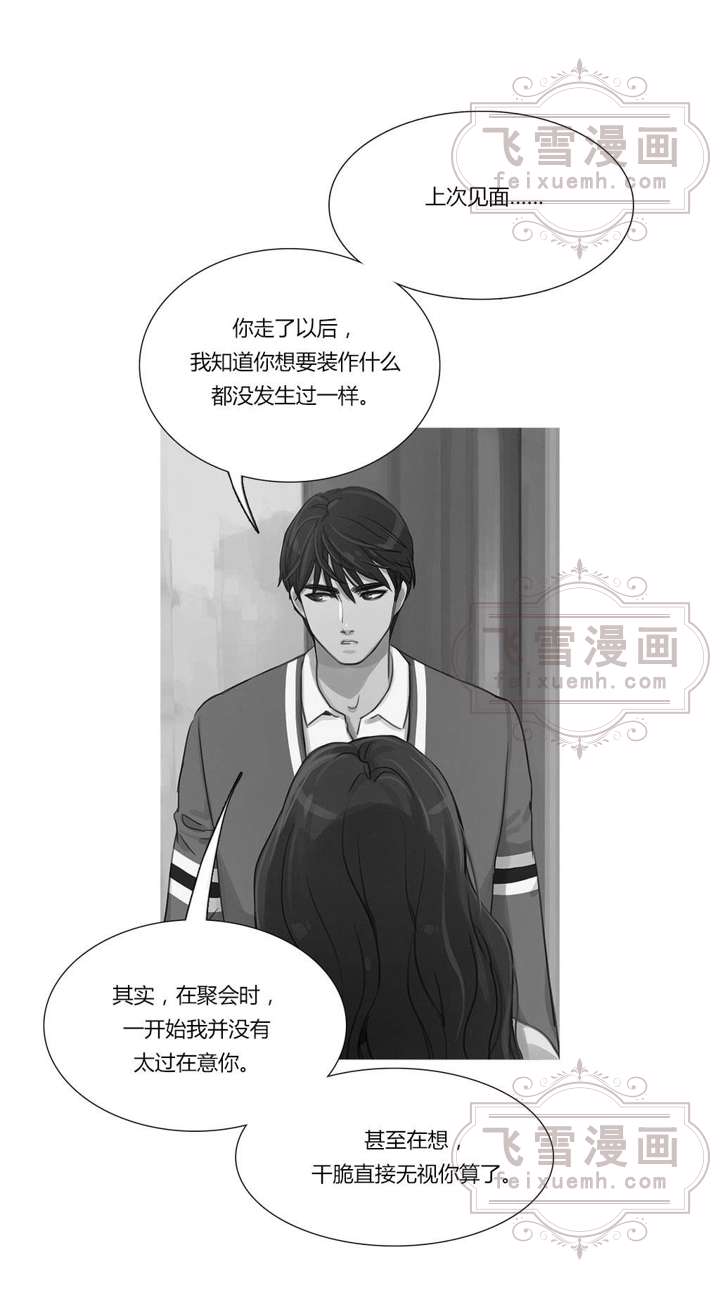 飞雪漫画
feixuemh.com
上次见面……
你走了以后，
我知道你想要装作什么
都没发生过一样。
飞雪漫画
feixuemh.com
其实，在聚会时，
一开始我并没有
太过在意你。
甚至在想，
干脆直接无视你算了。
飞雪漫画
feixuemh.com